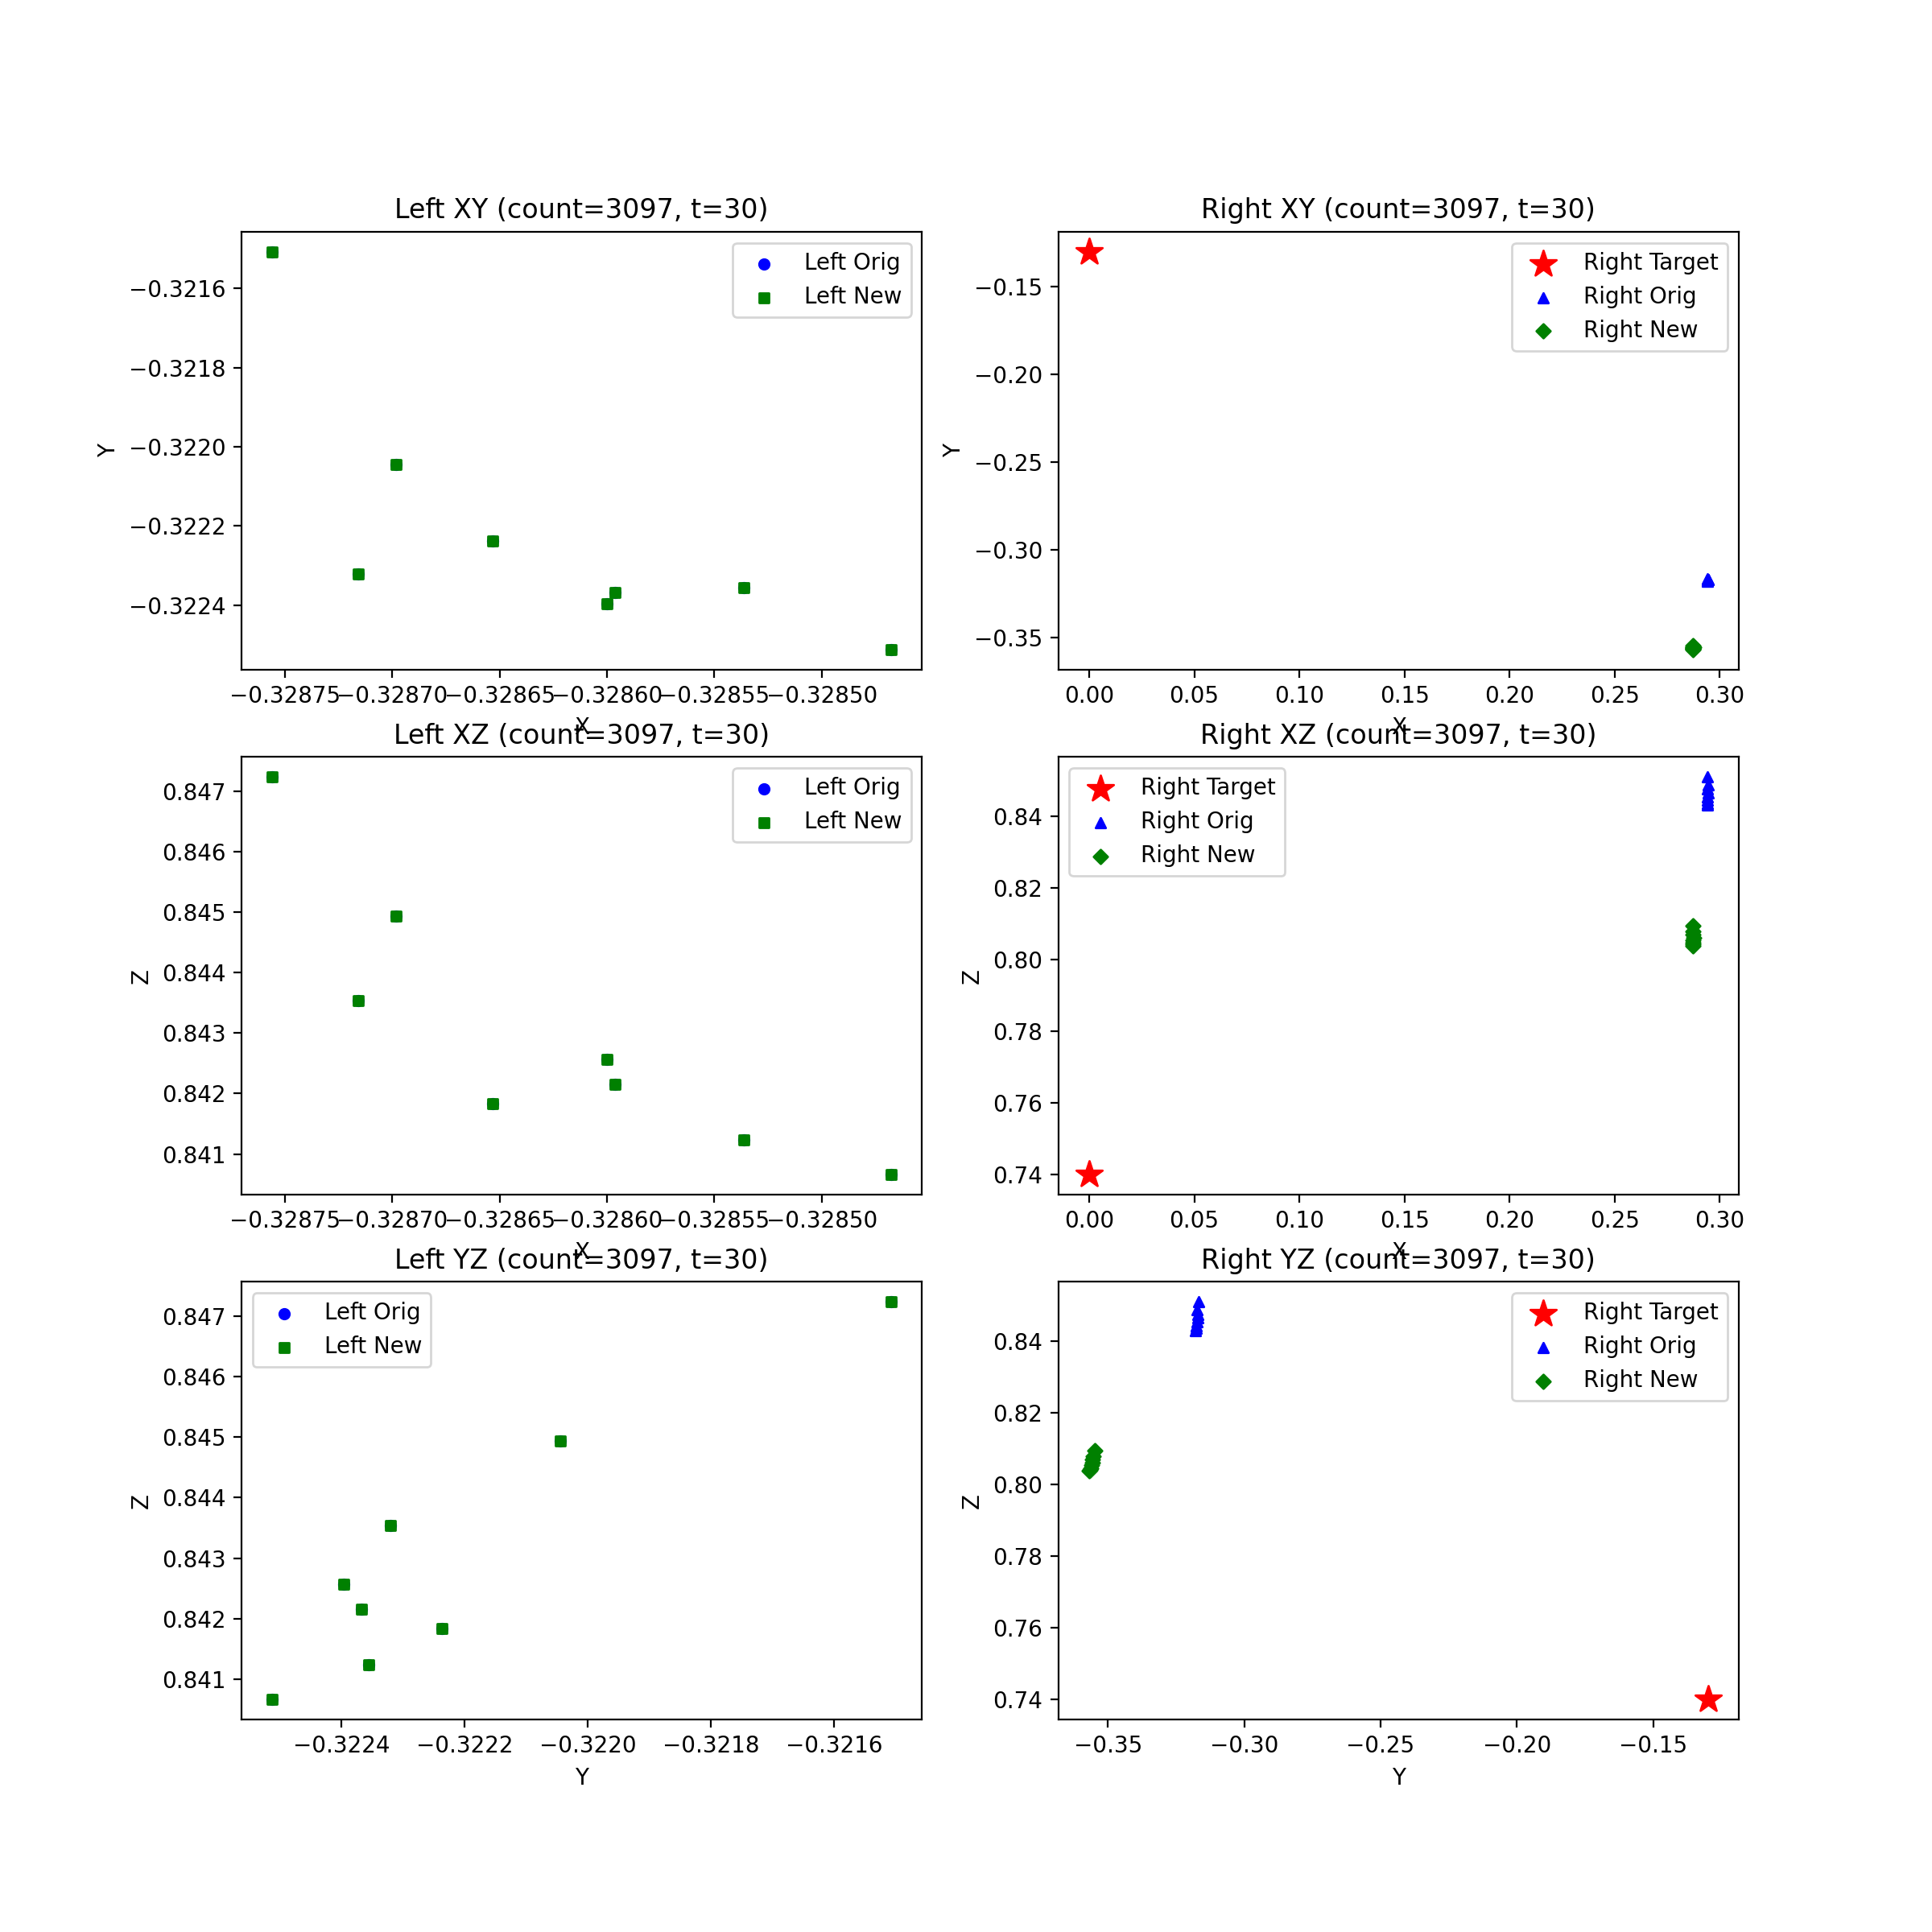 Left XY (count=3097, t=30)
Left Orig
Left New
Y
−0.3216
−0.3218
−0.3220
−0.3222
−0.3224
−0.32875
−0.32870
−0.32865
−0.32860
−0.32855
−0.32850
X
Right XY (count=3097, t=30)
Right Target
Right Orig
Right New
Y
−0.15
−0.20
−0.25
−0.30
−0.35
0.00
0.05
0.10
0.15
0.20
0.25
0.30
X
Left XZ (count=3097, t=30)
Left Orig
Left New
Z
0.847
0.846
0.845
0.844
0.843
0.842
0.841
−0.32875
−0.32870
−0.32865
−0.32860
−0.32855
−0.32850
X
Right XZ (count=3097, t=30)
Right Target
Right Orig
Right New
Z
0.84
0.82
0.80
0.78
0.76
0.74
0.00
0.05
0.10
0.15
0.20
0.25
0.30
X
Left YZ (count=3097, t=30)
Left Orig
Left New
Z
0.847
0.846
0.845
0.844
0.843
0.842
0.841
−0.3224
−0.3222
−0.3220
−0.3218
−0.3216
Y
Right YZ (count=3097, t=30)
Right Target
Right Orig
Right New
Z
0.84
0.82
0.80
0.78
0.76
0.74
−0.35
−0.30
−0.25
−0.20
−0.15
Y